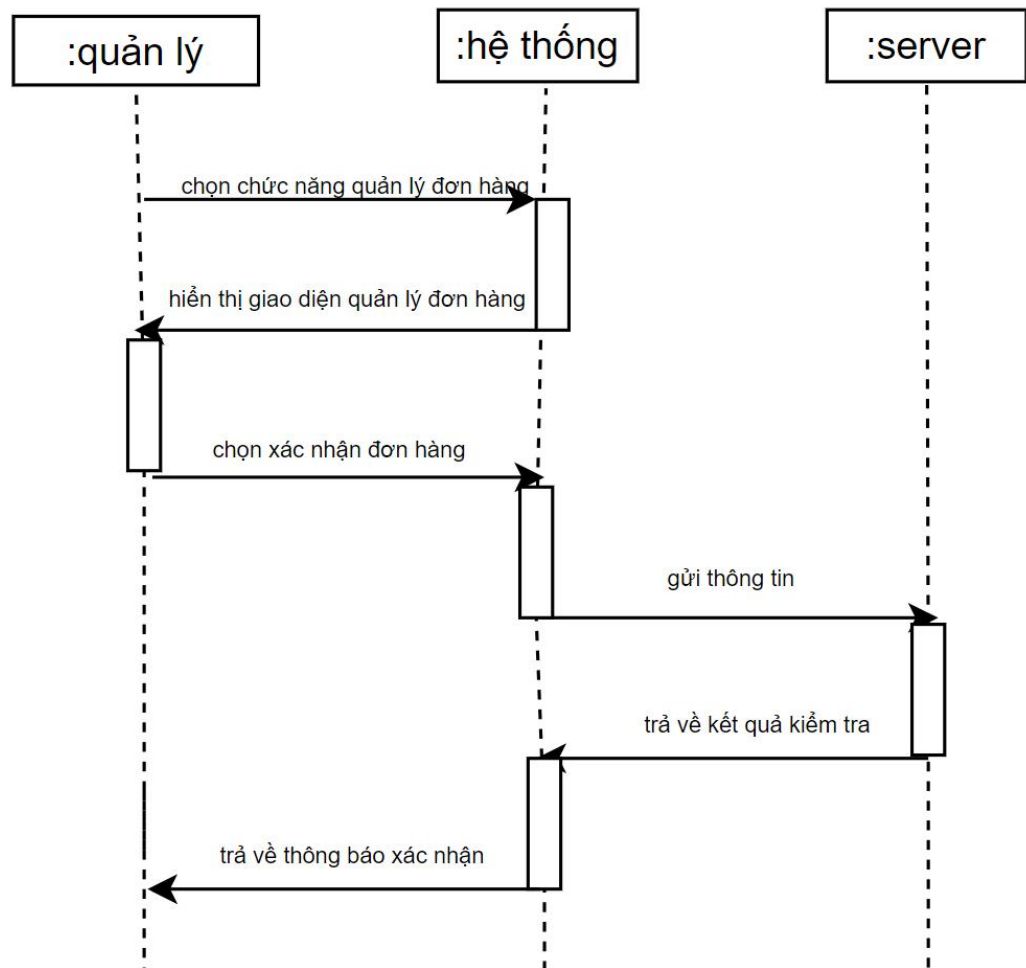 :quản lý
:hệ thống
:server
chọn chức năng quản lý đơn hàng
hiển thị giao diện quản lý đơn hàng
chọn xác nhận đơn hàng
gửi thông tin
trả về kết quả kiểm tra
trả về thông báo xác nhận